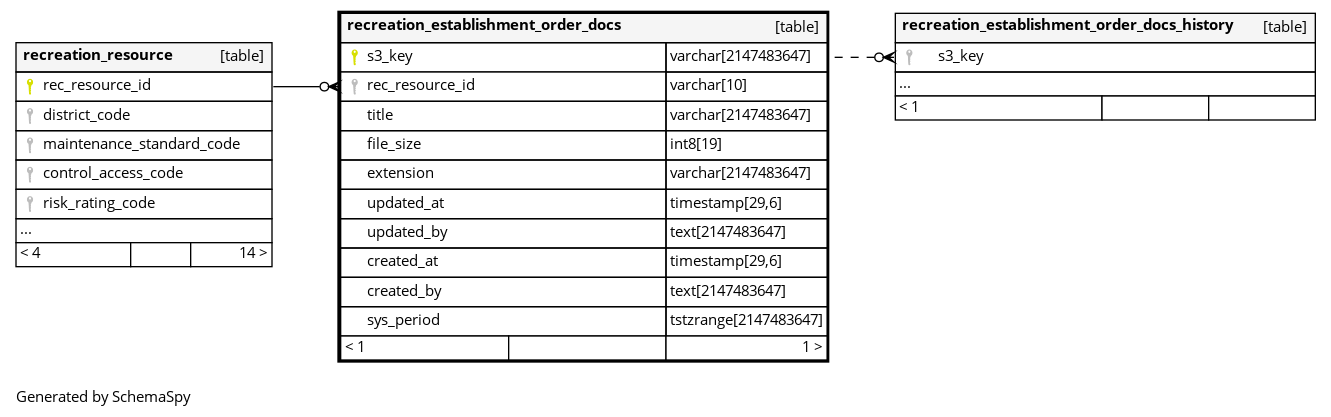 recreation_resource [table]
rec_resource_id
district_code
maintenance_standard_code
control_access_code
risk_rating_code
...
< 4 14 >
recreation_establishment_order_docs [table]
s3_key varchar[2147483647]
rec_resource_id varchar[10]
title varchar[2147483647]
file_size int8[19]
extension varchar[2147483647]
updated_at timestamp[29,6]
updated_by text[2147483647]
created_at timestamp[29,6]
created_by text[2147483647]
sys_period tstzrange[2147483647]
< 1 1 >
recreation_establishment_order_docs_history [table]
s3_key
...
< 1
Generated by SchemaSpy